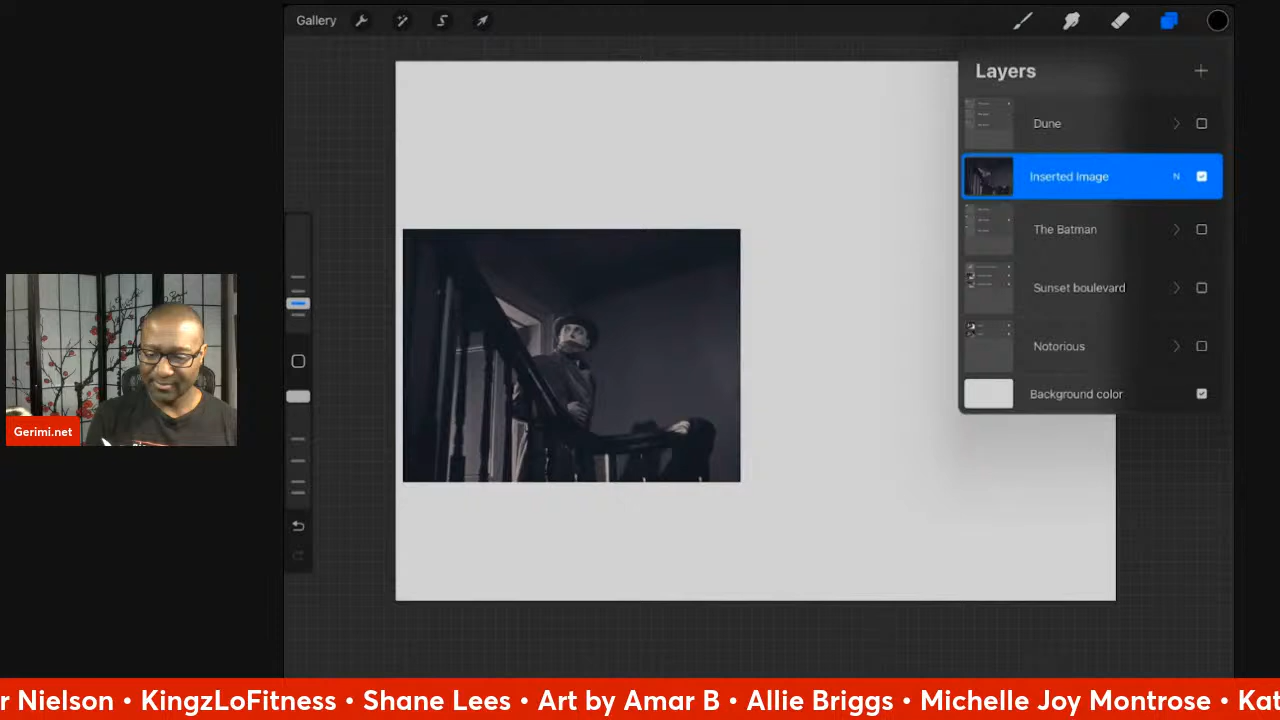 Gallery
Layers
Dune
Inserted Image N
The Batman
Sunset boulevard
Notorious
Background color
Gerimi.net
r Nielson • KingzLoFitness • Shane Lees • Art by Amar B • Allie Briggs • Michelle Joy Montrose • Kat